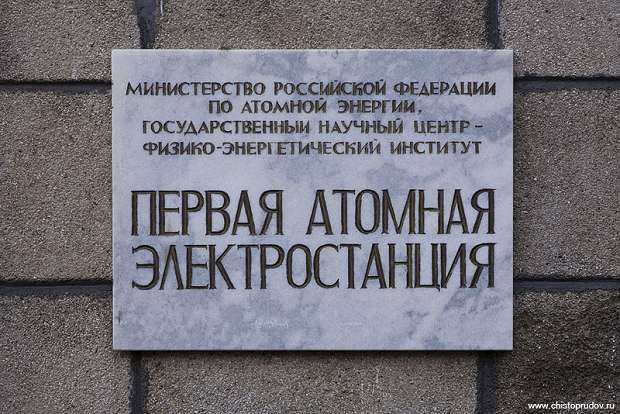 МИНИСТЕРСТВО РОССИЙСКОЙ ФЕДЕРАЦИИ
ПО АТОМНОЙ ЭНЕРГИИ,
ГОСУДАРСТВЕННЫЙ НАУЧНЫЙ ЦЕНТР -
ФИЗИКО-ЭНЕРГЕТИЧЕСКИЙ ИНСТИТУТ
ПЕРВАЯ АТОМНАЯ
ЭЛЕКТРОСТАНЦИЯ
www.chistoprudov.ru